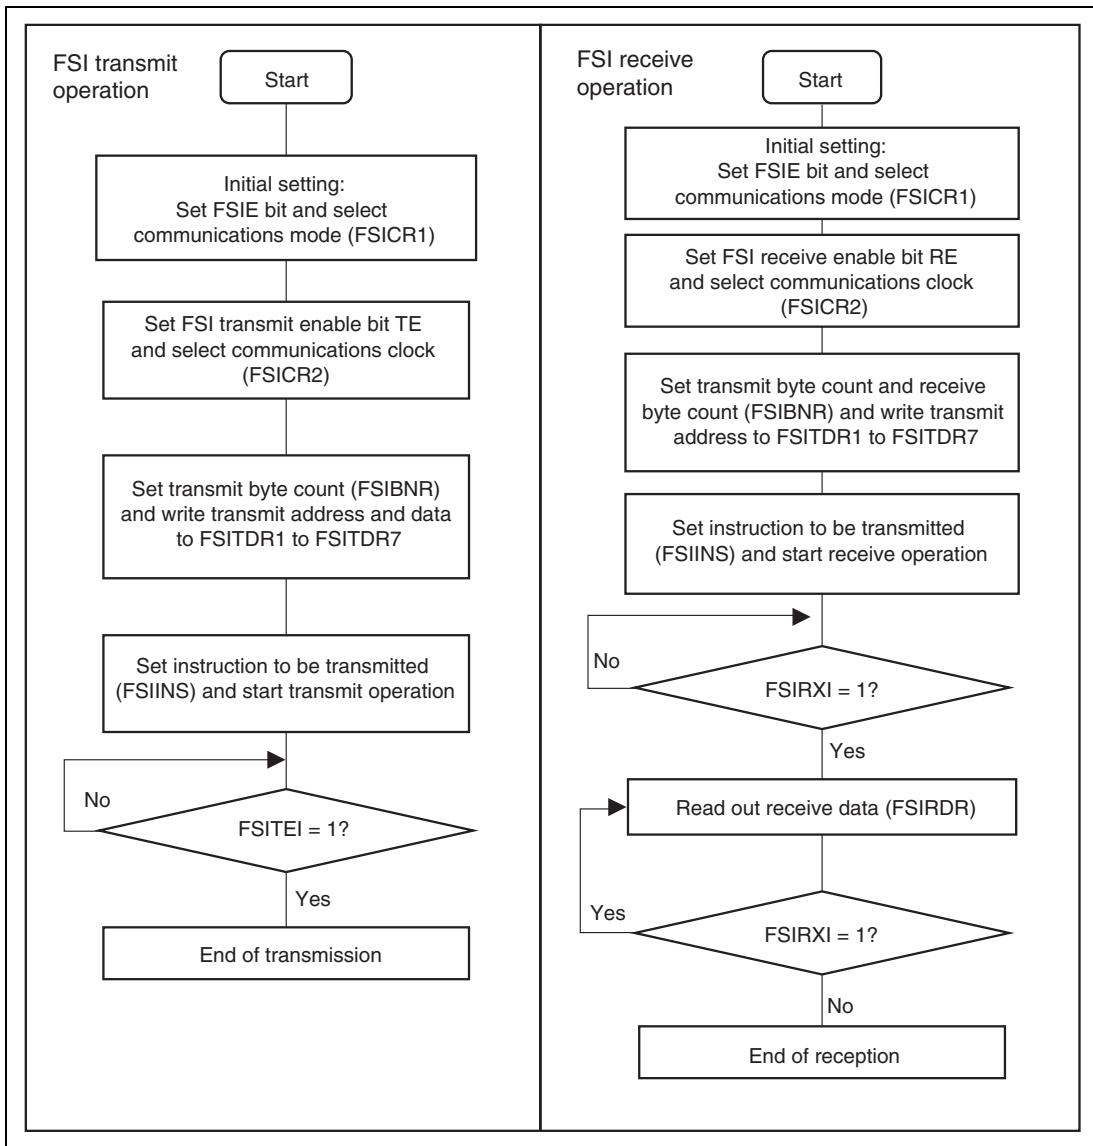 FSI transmit
operation
Start
Initial setting:
Set FSIE bit and select
communications mode (FSICR1)
Set FSI transmit enable bit TE
and select communications clock
(FSICR2)
Set transmit byte count (FSIBNR)
and write transmit address and data
to FSITDR1 to FSITDR7
Set instruction to be transmitted
(FSIINS) and start transmit operation
No
FSITEI = 1?
Yes
End of transmission
FSI receive
operation
Start
Initial setting:
Set FSIE bit and select
communications mode (FSICR1)
Set FSI receive enable bit RE
and select communications clock
(FSICR2)
Set transmit byte count and receive
byte count (FSIBNR) and write transmit
address to FSITDR1 to FSITDR7
Set instruction to be transmitted
(FSIINS) and start receive operation
No
FSIRXI = 1?
Yes
Read out receive data (FSIRDR)
Yes
FSIRXI = 1?
No
End of reception